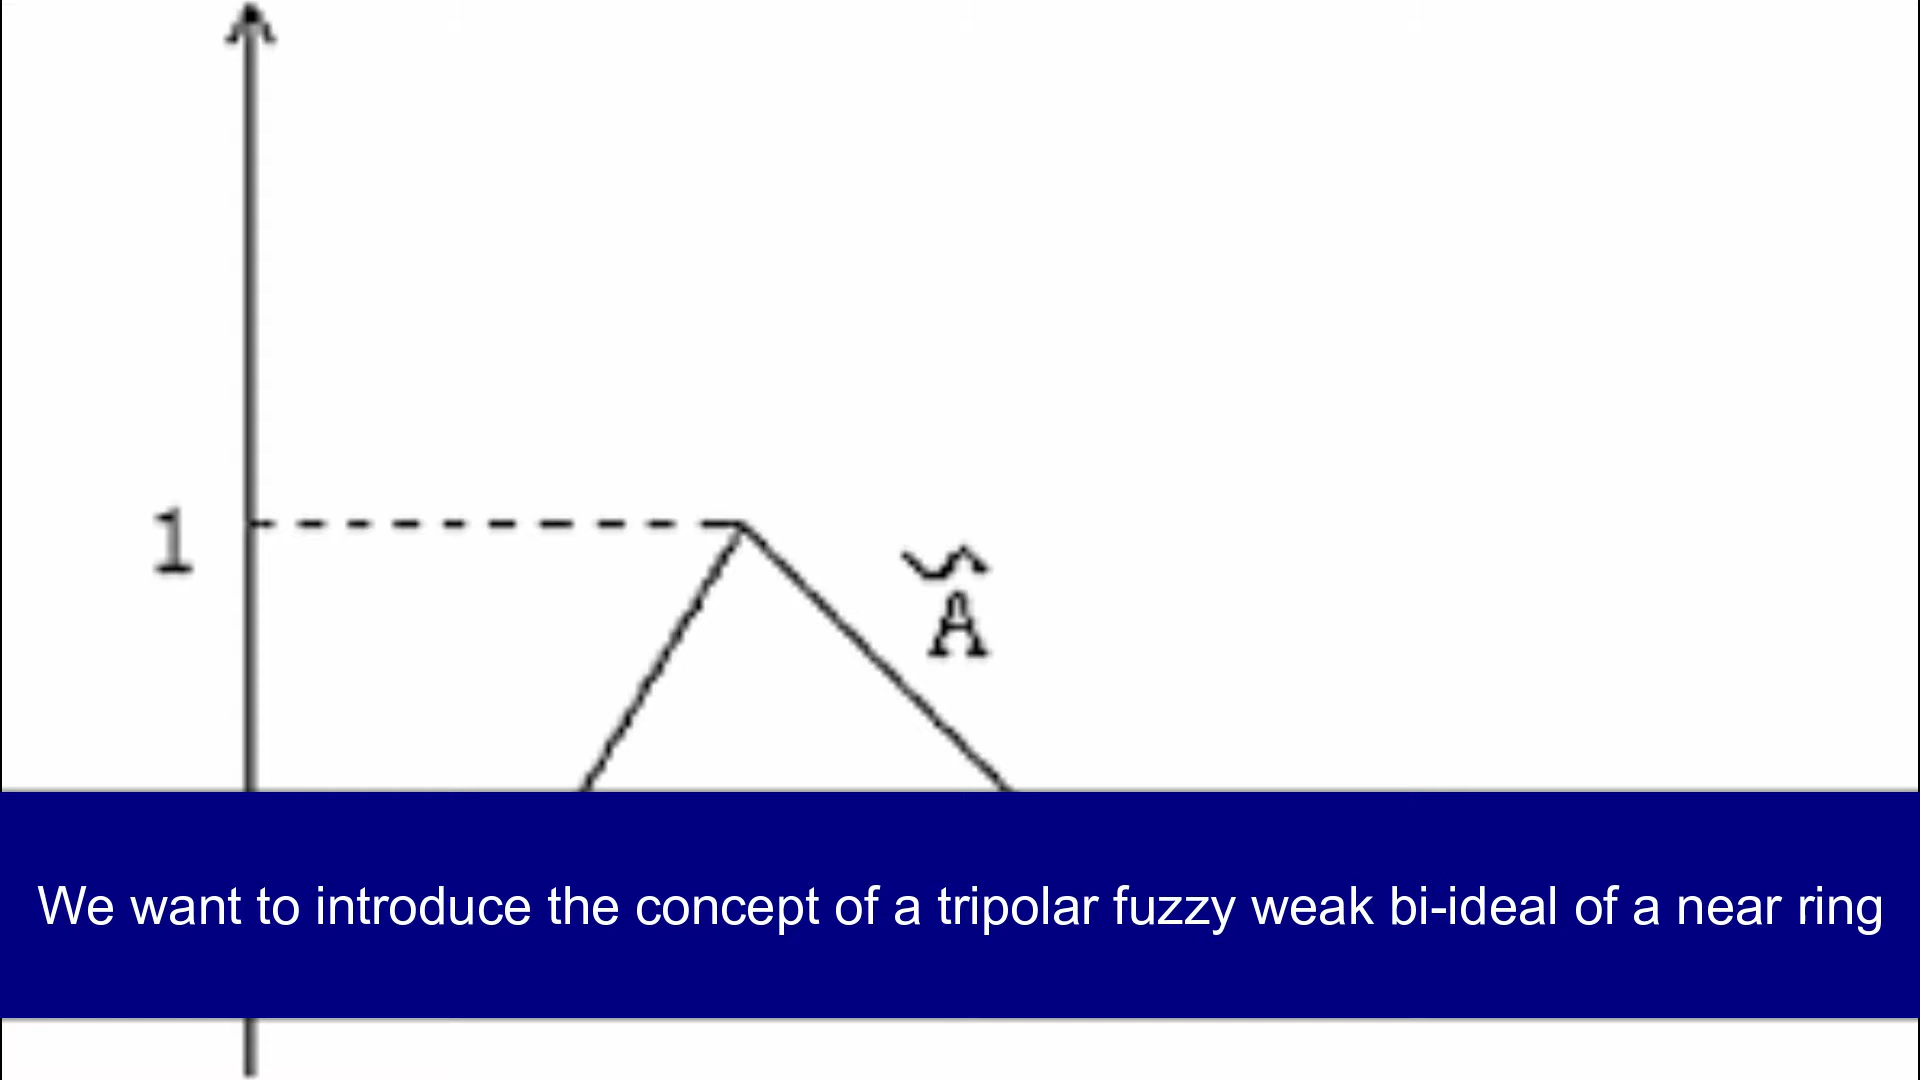 1
Ã
We want to introduce the concept of a tripolar fuzzy weak bi-ideal of a near ring